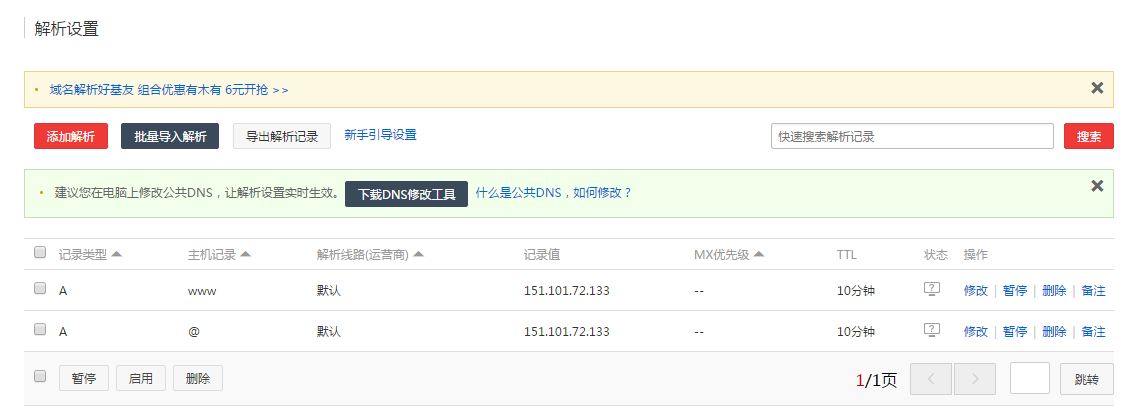 解析设置
域名解析好基友 组合优惠有木有 6元开抢 >>
添加解析 批量导入解析 导出解析记录 新手引导设置 快速搜索解析记录 搜索
建议您在电脑上修改公共DNS，让解析设置实时生效。 下载DNS修改工具 什么是公共DNS，如何修改？
记录类型 主机记录 解析线路(运营商) 记录值 MX优先级 TTL 状态 操作
A www 默认 151.101.72.133 -- 10分钟 ? 修改 | 暂停 | 删除 | 备注
A @ 默认 151.101.72.133 -- 10分钟 ? 修改 | 暂停 | 删除 | 备注
暂停 启用 删除 1/1页 < > 跳转